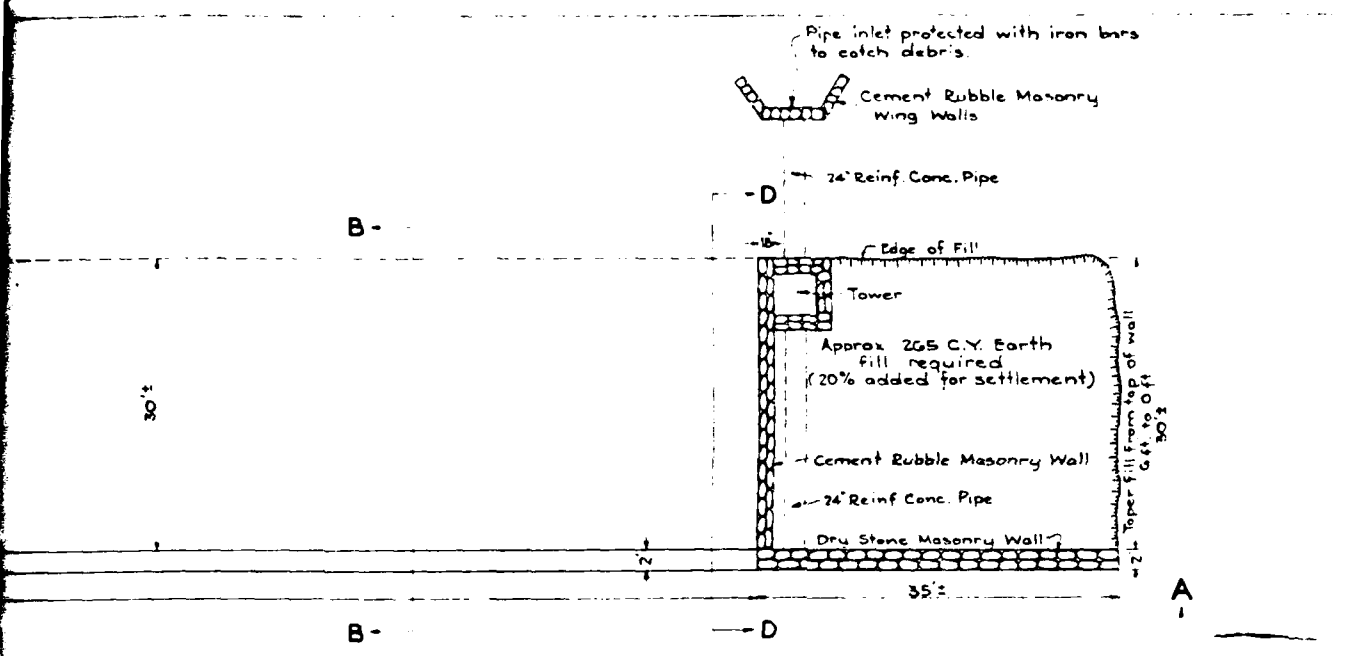 Pipe inlet protected with iron bars
to catch debris.
Cement Rubble Masonry
Wing Walls
24" Reinf. Conc. Pipe
D
B
18"
Edge of Fill
Tower
Approx 265 C.Y. Earth
fill required
(20% added for settlement)
30'±
Taper fill from top of wall
6 ft. to 0 ft
30'±
Cement Rubble Masonry Wall
24" Reinf Conc. Pipe
Dry Stone Masonry Wall
2'
2'
35'±
A
B
D